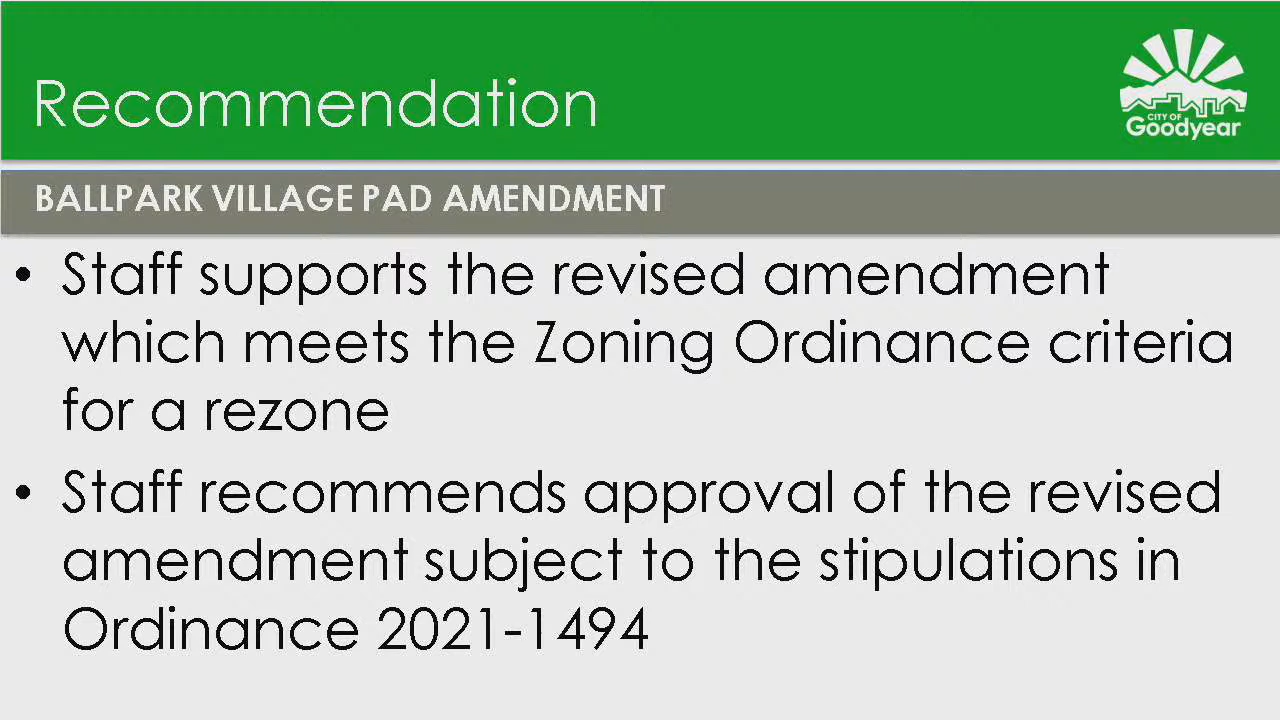 Recommendation
CITY OF
Goodyear
BALLPARK VILLAGE PAD AMENDMENT
• Staff supports the revised amendment
which meets the Zoning Ordinance criteria
for a rezone
• Staff recommends approval of the revised
amendment subject to the stipulations in
Ordinance 2021-1494